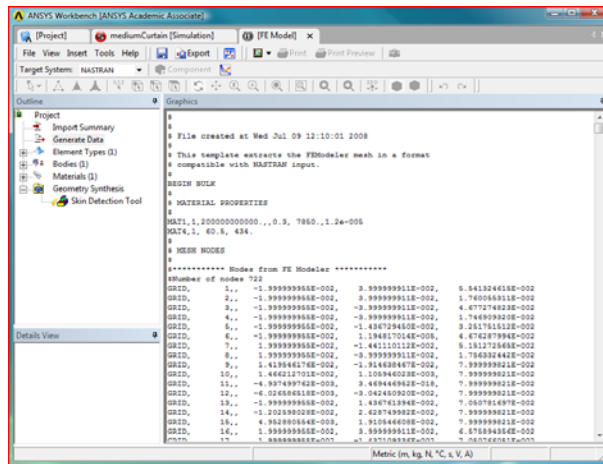 ANSYS Workbench [ANSYS Academic Associate]
[Project] mediumCurtain [Simulation] [FE Model]
File View Insert Tools Help Export Print Print Preview
Target System: NASTRAN Component
Outline Graphics
Project
Import Summary
Generate Data
Element Types (1)
Bodies (1)
Materials (1)
Geometry Synthesis
Skin Detection Tool
Details View
$
$
$ File created at Wed Jul 09 12:10:01 2008
$
$ This template extracts the FEModeler mesh in a format
$ compatible with NASTRAN input.
$
BEGIN BULK
$
$ MATERIAL PROPERTIES
$
MAT1,1,200000000000.,,0.3, 7850.,1.2e-005
MAT4,1, 60.5, 434.
$
$ MESH NODES
$
$*********** Nodes from FE Modeler ***********
$Number of nodes 722
GRID, 1,, -1.999999955E-002, 3.999999911E-002, 5.541324615E-002
GRID, 2,, -1.999999955E-002, 3.999999911E-002, 1.760055311E-002
GRID, 3,, -1.999999955E-002, -3.999999911E-002, 4.677274823E-002
GRID, 4,, -1.999999955E-002, -3.999999911E-002, 1.746909320E-002
GRID, 5,, -1.999999955E-002, -1.436729450E-002, 3.251751512E-002
GRID, 6,, -1.999999955E-002, 1.194817014E-005, 4.676287994E-002
GRID, 7,, 1.999999955E-002, -1.441110112E-002, 5.151272565E-002
GRID, 8,, 1.999999955E-002, -3.999999911E-002, 1.756332442E-002
GRID, 9,, 1.419546176E-002, -1.914638467E-002, 7.999999821E-002
GRID, 10,, 1.466212701E-002, 1.105946023E-003, 7.999999821E-002
GRID, 11,, -4.937499762E-003, 3.469446952E-018, 7.999999821E-002
GRID, 12,, -6.026586518E-003, -3.042450920E-002, 7.999999821E-002
GRID, 13,, -1.999999955E-002, 1.436761394E-002, 7.050781697E-002
GRID, 14,, -1.202598028E-002, 2.628749982E-002, 7.999999821E-002
GRID, 15,, 4.952880554E-003, 1.910546608E-002, 7.999999821E-002
GRID, 16,, 1.999999955E-002, 3.999999911E-002, 6.575894356E-002
Metric (m, kg, N, °C, s, V, A)